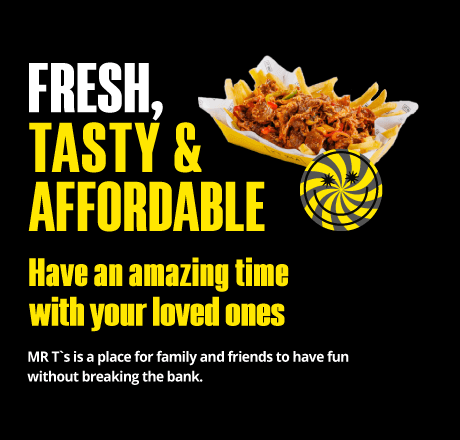 FRESH,
TASTY &
AFFORDABLE
Have an amazing time
with your loved ones
MR T`s is a place for family and friends to have fun
without breaking the bank.